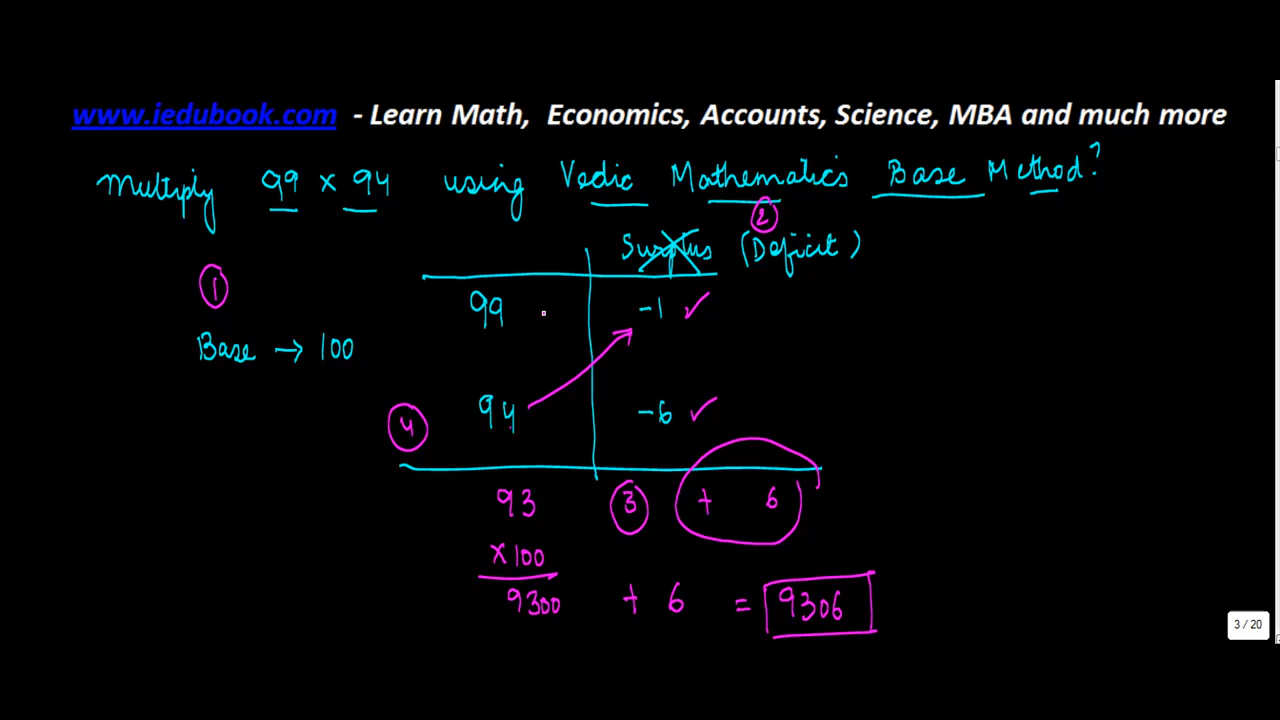 www.iedubook.com - Learn Math, Economics, Accounts, Science, MBA and much more
Multiply 99 x 94 using Vedic Mathematics Base Method?
2
Surplus (Deficit)
1
99 -1 ✓
Base → 100
94 -6 ✓
4
93 3 + 6
x 100
9300 + 6 = 9306
3 / 20